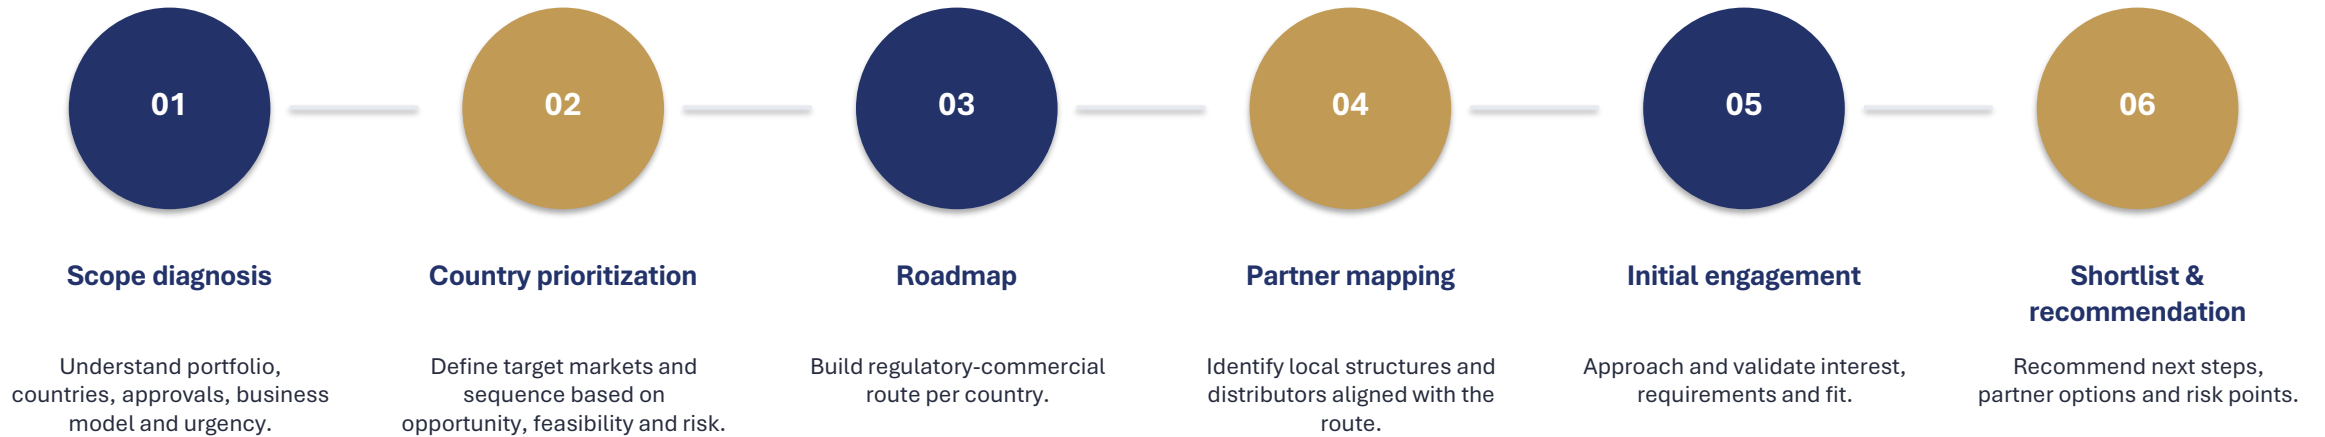 01
02
03
04
05
06
Scope diagnosis
Understand portfolio,
countries, approvals, business
model and urgency.
Country prioritization
Define target markets and
sequence based on
opportunity, feasibility and risk.
Roadmap
Build regulatory-commercial
route per country.
Partner mapping
Identify local structures and
distributors aligned with the
route.
Initial engagement
Approach and validate interest,
requirements and fit.
Shortlist &
recommendation
Recommend next steps,
partner options and risk points.